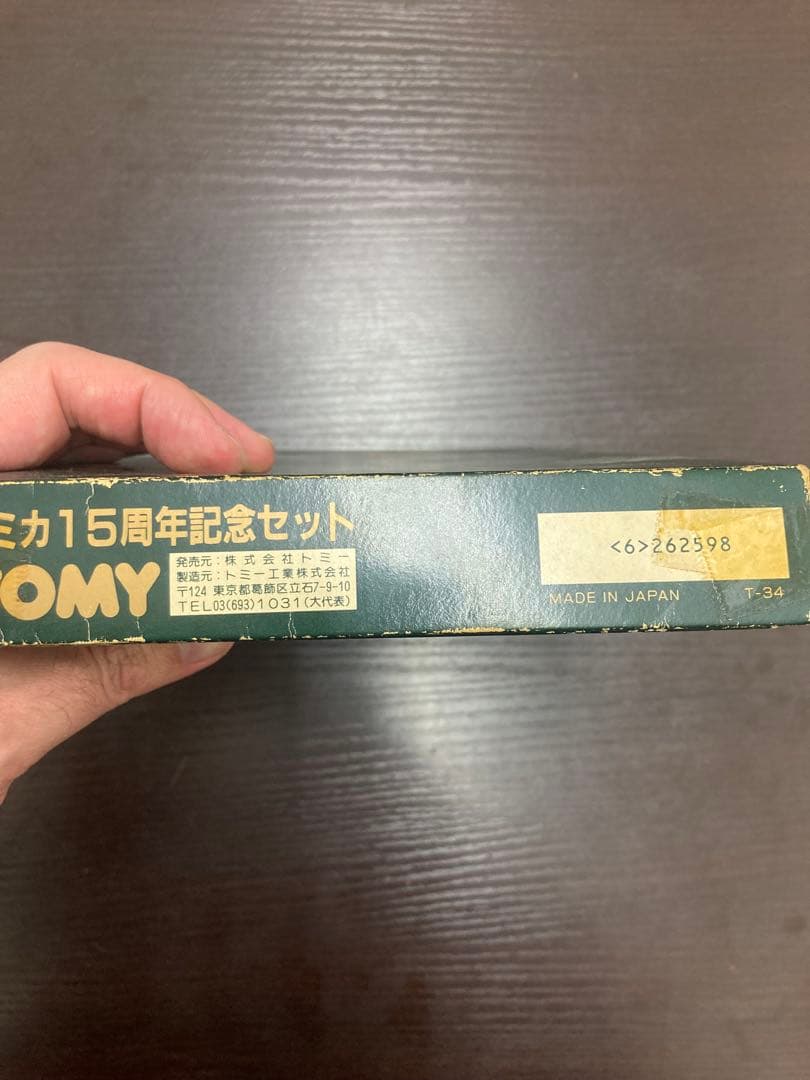 ミカ15周年記念セット
TOMY
発売元:株式会社トミー
製造元:トミー工業株式会社
〒124 東京都葛飾区立石7-9-10
TEL03(693)1031(大代表)
<6>262598
MADE IN JAPAN T-34